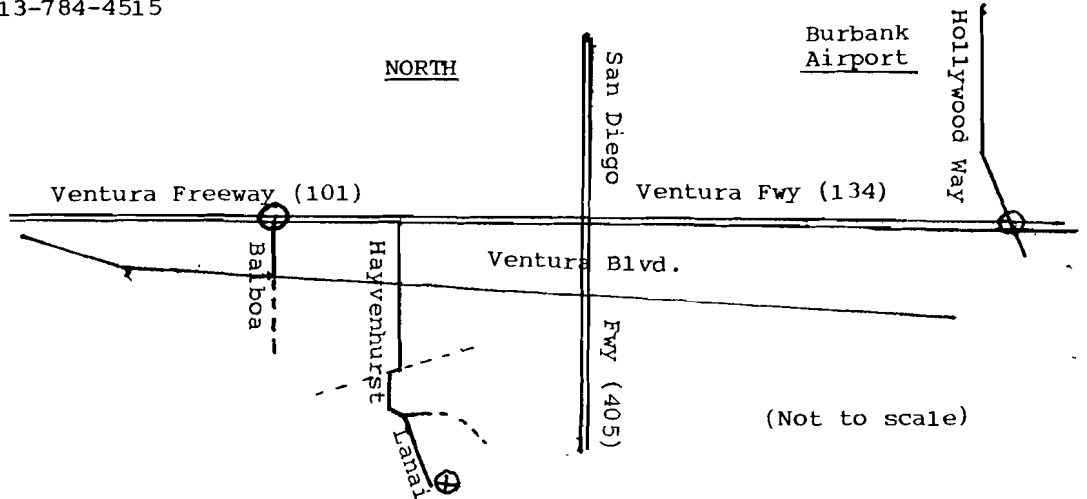 13-784-4515
NORTH
Burbank
Airport
Hollywood Way
San Diego
Ventura Freeway (101)
Ventura Fwy (134)
Balboa
Hayvenhurst
Ventura Blvd.
Fwy (405)
(Not to scale)
Lanai